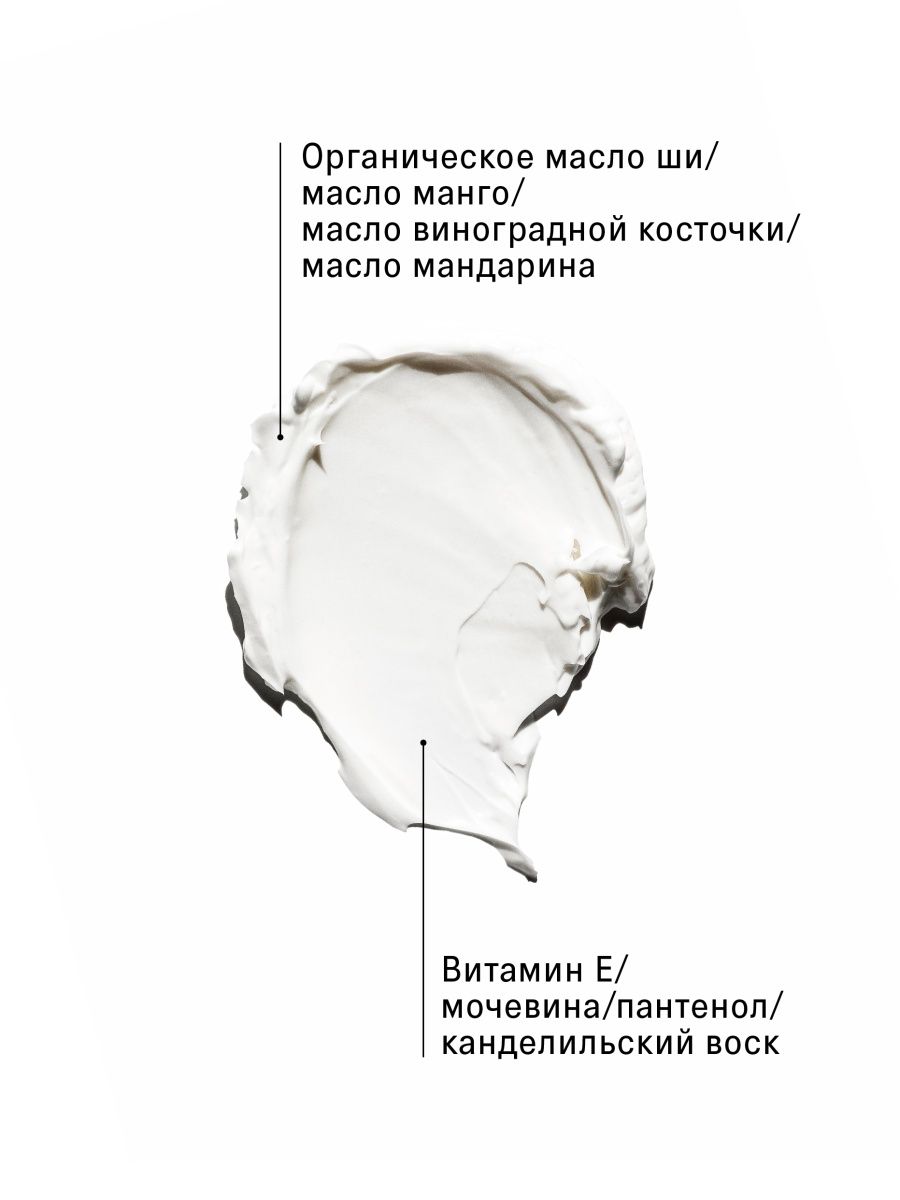 Органическое масло ши/
масло манго/
масло виноградной косточки/
масло мандарина
Витамин Е/
мочевина/пантенол/
канделильский воск